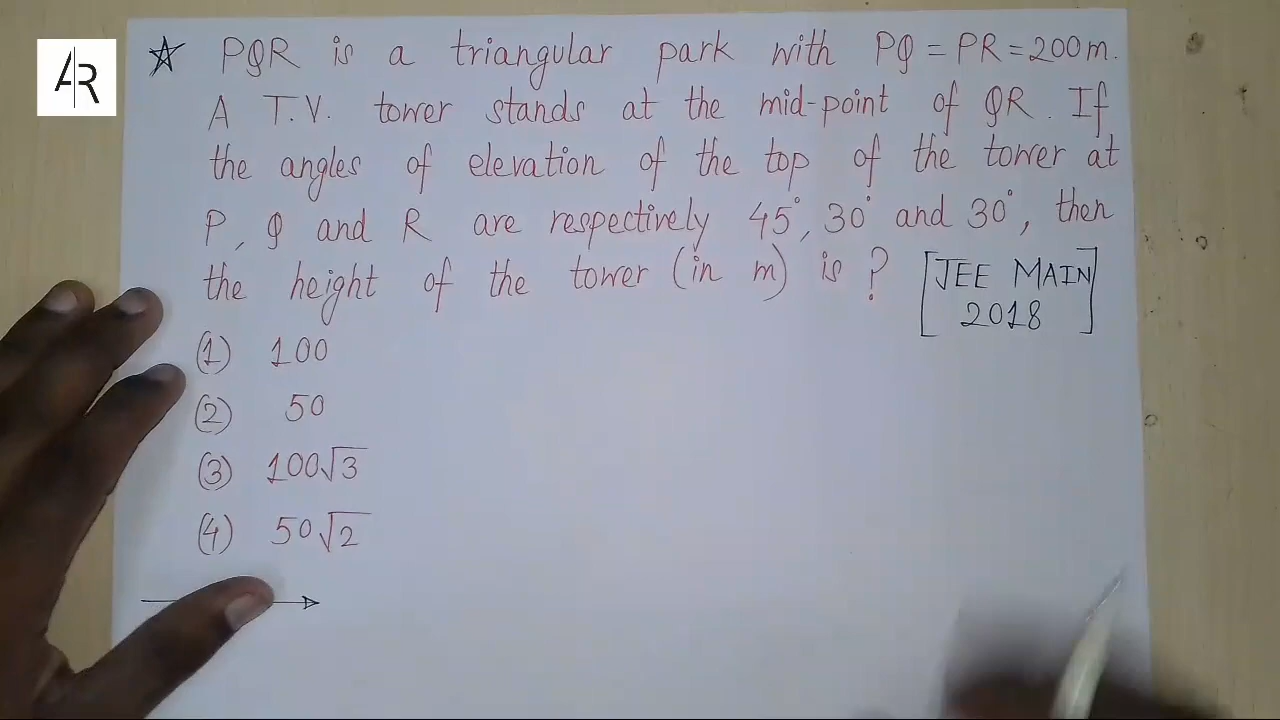 AR
PQR is a triangular park with PQ = PR = 200 m.
A T.V. tower stands at the mid-point of QR. If
the angles of elevation of the top of the tower at
P, Q and R are respectively 45°, 30° and 30°, then
the height of the tower (in m) is ?
[JEE MAIN
2018]
(1) 100
(2) 50
(3) 100√3
(4) 50√2